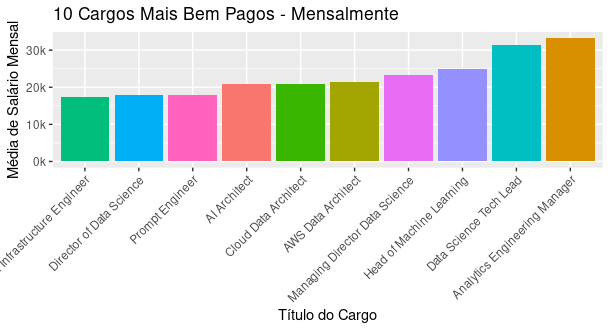 10 Cargos Mais Bem Pagos - Mensalmente
Média de Salário Mensal
30k
20k
10k
0k
Infrastructure Engineer
Director of Data Science
Prompt Engineer
AI Architect
Cloud Data Architect
AWS Data Architect
Managing Director Data Science
Head of Machine Learning
Data Science Tech Lead
Analytics Engineering Manager
Título do Cargo